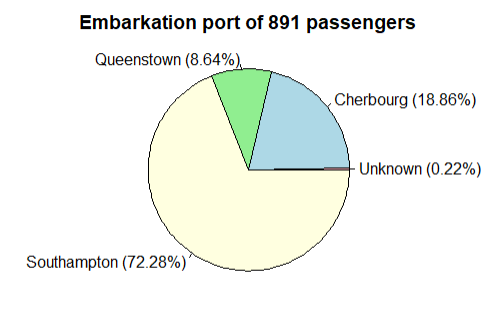 Embarkation port of 891 passengers
Queenstown (8.64%)
Cherbourg (18.86%)
Unknown (0.22%)
Southampton (72.28%)